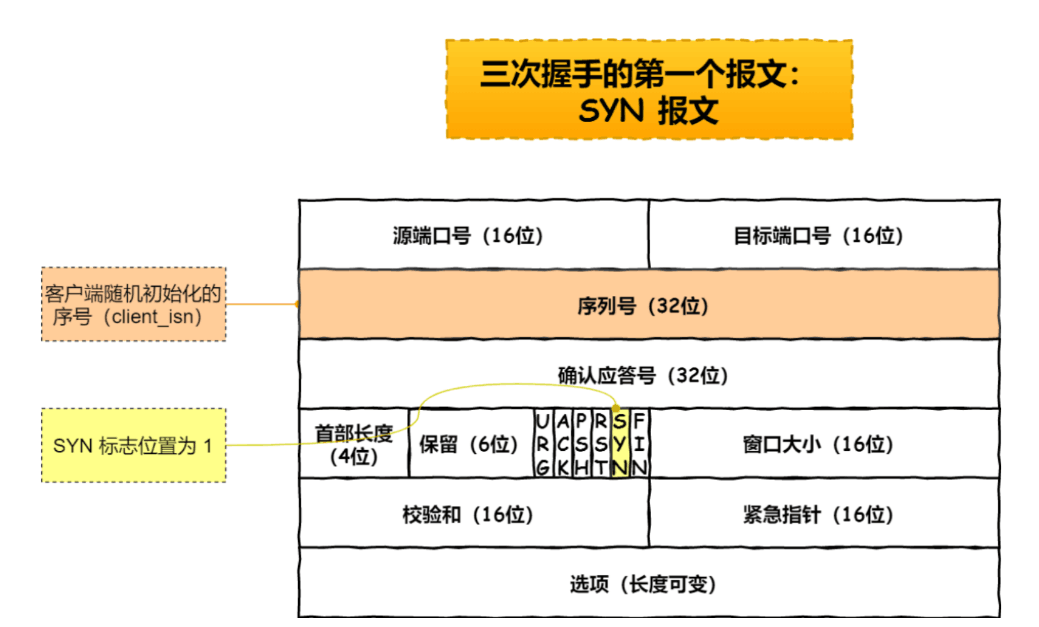 三次握手的第一个报文：
SYN 报文
源端口号（16位）
目标端口号（16位）
客户端随机初始化的
序号（client_isn）
序列号（32位）
确认应答号（32位）
SYN 标志位置为 1
首部长度
（4位）
保留（6位）
URG
ACK
PSH
RST
SYN
FIN
窗口大小（16位）
校验和（16位）
紧急指针（16位）
选项（长度可变）